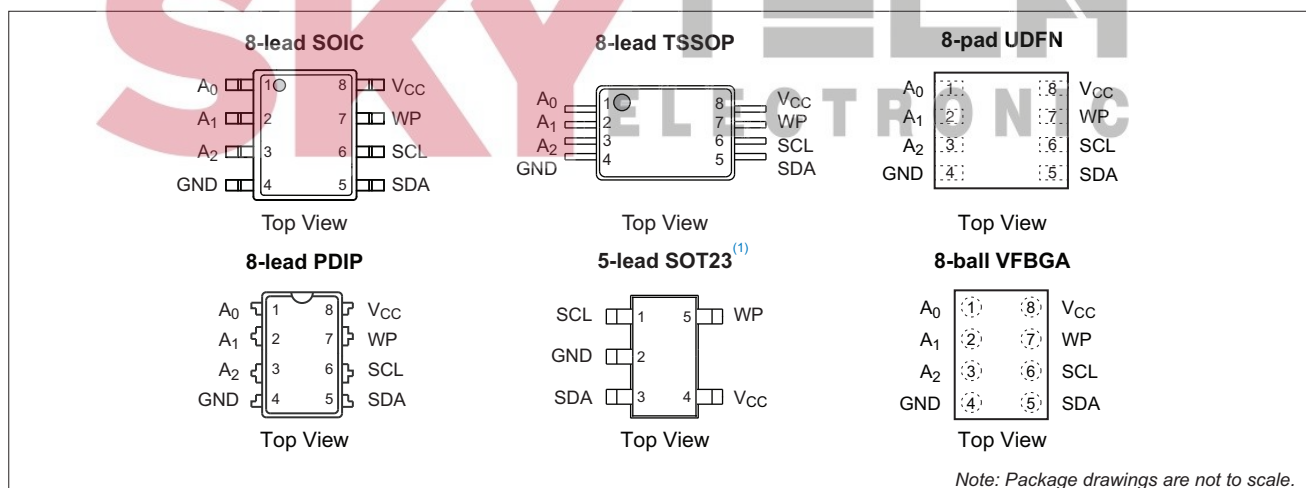 SKYTECH
ELECTRONIC
8-lead SOIC
A0 1 8 VCC
A1 2 7 WP
A2 3 6 SCL
GND 4 5 SDA
Top View
8-lead TSSOP
A0 1 8 VCC
A1 2 7 WP
A2 3 6 SCL
GND 4 5 SDA
Top View
8-pad UDFN
A0 1 8 VCC
A1 2 7 WP
A2 3 6 SCL
GND 4 5 SDA
Top View
8-lead PDIP
A0 1 8 VCC
A1 2 7 WP
A2 3 6 SCL
GND 4 5 SDA
Top View
5-lead SOT23(1)
SCL 1 5 WP
GND 2
SDA 3 4 VCC
Top View
8-ball VFBGA
A0 1 8 VCC
A1 2 7 WP
A2 3 6 SCL
GND 4 5 SDA
Top View
Note: Package drawings are not to scale.